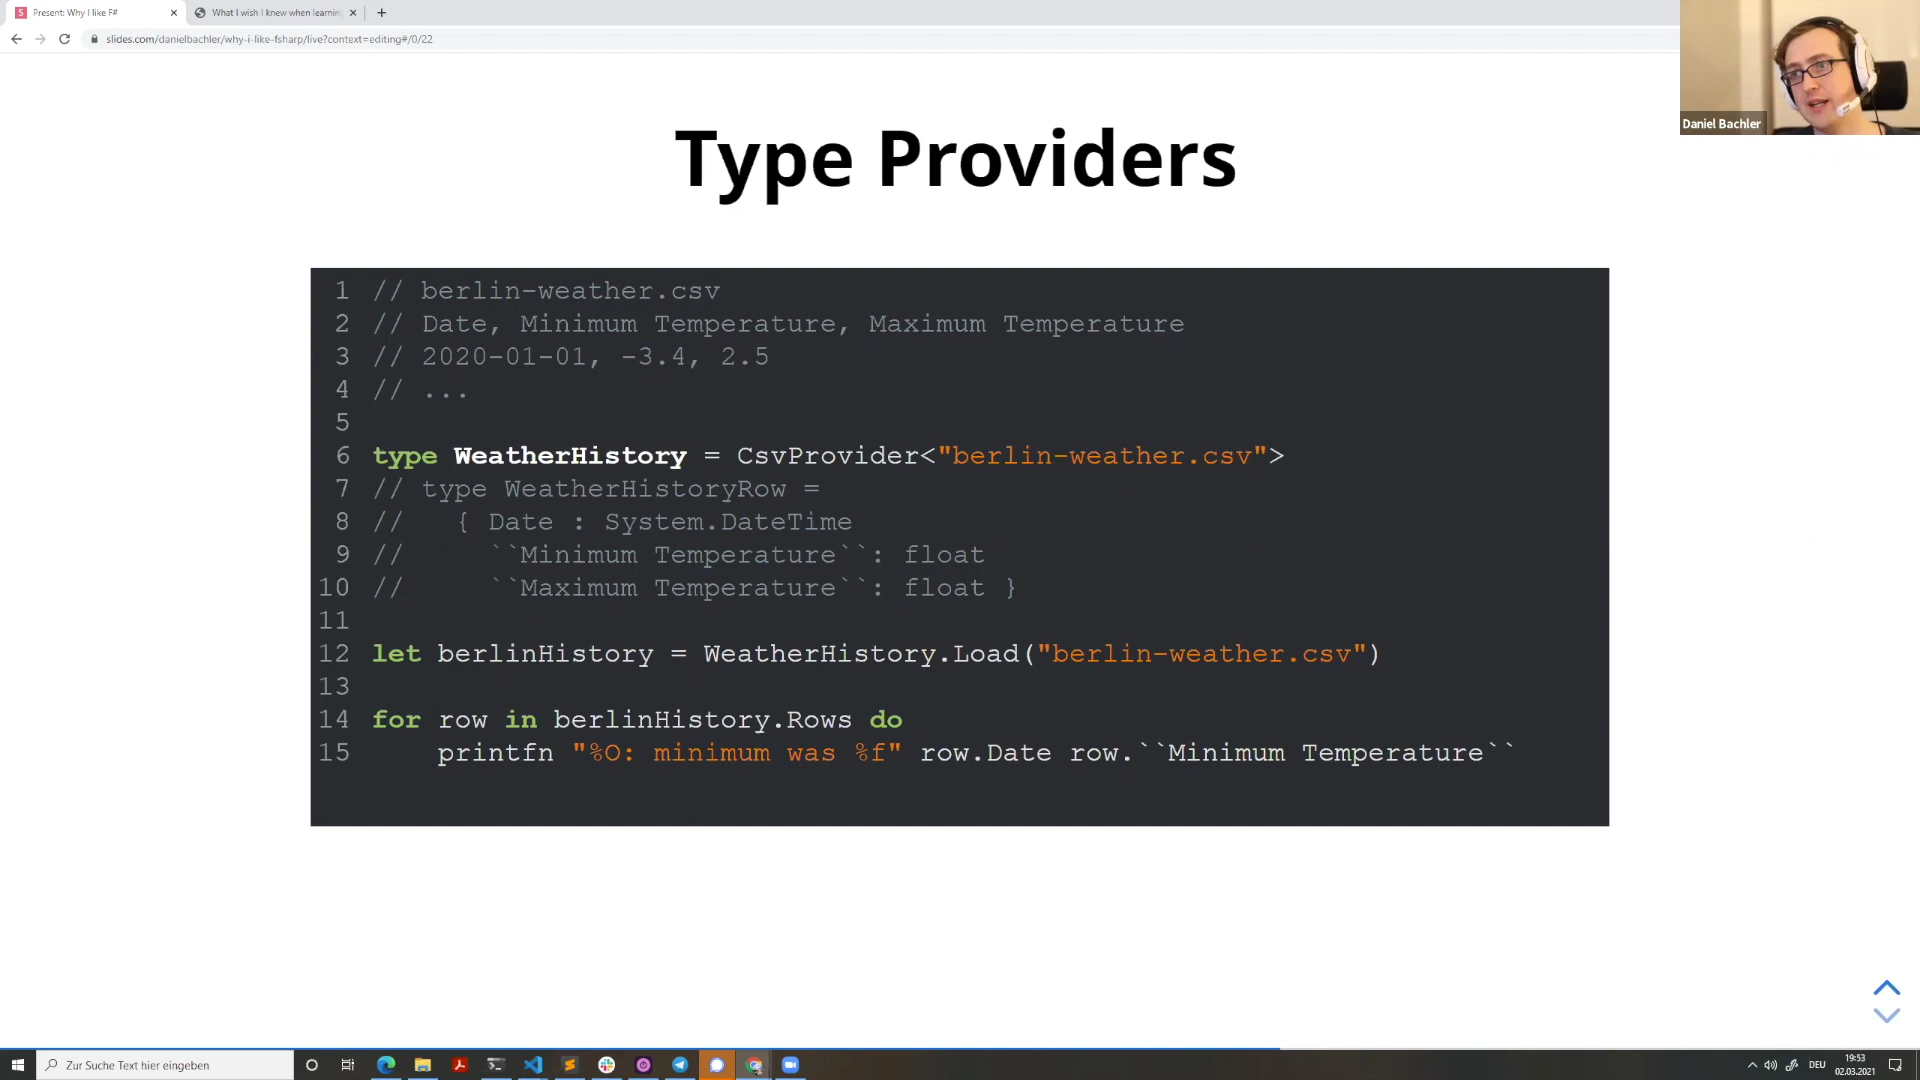 Present: Why I like F#
What I wish I knew when learnin
slides.com/danielbachler/why-i-like-fsharp/live?context=editing#/0/22
Daniel Bachler
Type Providers
1 // berlin-weather.csv
2 // Date, Minimum Temperature, Maximum Temperature
3 // 2020-01-01, -3.4, 2.5
4 // ...
5
6 type WeatherHistory = CsvProvider<"berlin-weather.csv">
7 // type WeatherHistoryRow =
8 //   { Date : System.DateTime
9 //     ``Minimum Temperature``: float
10 //     ``Maximum Temperature``: float }
11
12 let berlinHistory = WeatherHistory.Load("berlin-weather.csv")
13
14 for row in berlinHistory.Rows do
15     printfn "%O: minimum was %f" row.Date row.``Minimum Temperature``
Zur Suche Text hier eingeben
DEU
19:53
02.03.2021